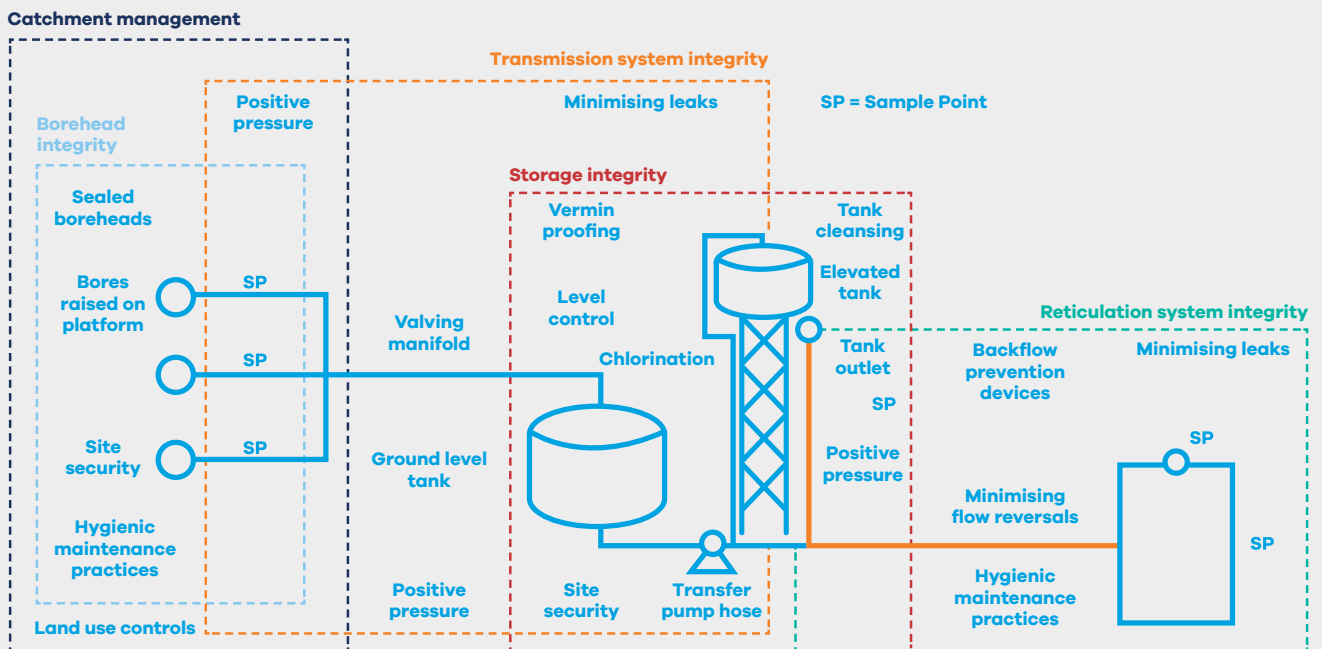 Catchment management
Transmission system integrity
Positive
pressure
Minimising leaks
SP = Sample Point
Borehead
integrity
Storage integrity
Sealed
boreheads
Vermin
proofing
Tank
cleansing
Bores
raised on
platform
SP
Level
control
Elevated
tank
Reticulation system integrity
Valving
manifold
SP
Chlorination
Tank
outlet
SP
Backflow
prevention
devices
Minimising leaks
Site
security
SP
Ground level
tank
Positive
pressure
SP
Minimising
flow reversals
SP
Hygienic
maintenance
practices
Positive
pressure
Site
security
Transfer
pump hose
Hygienic
maintenance
practices
Land use controls